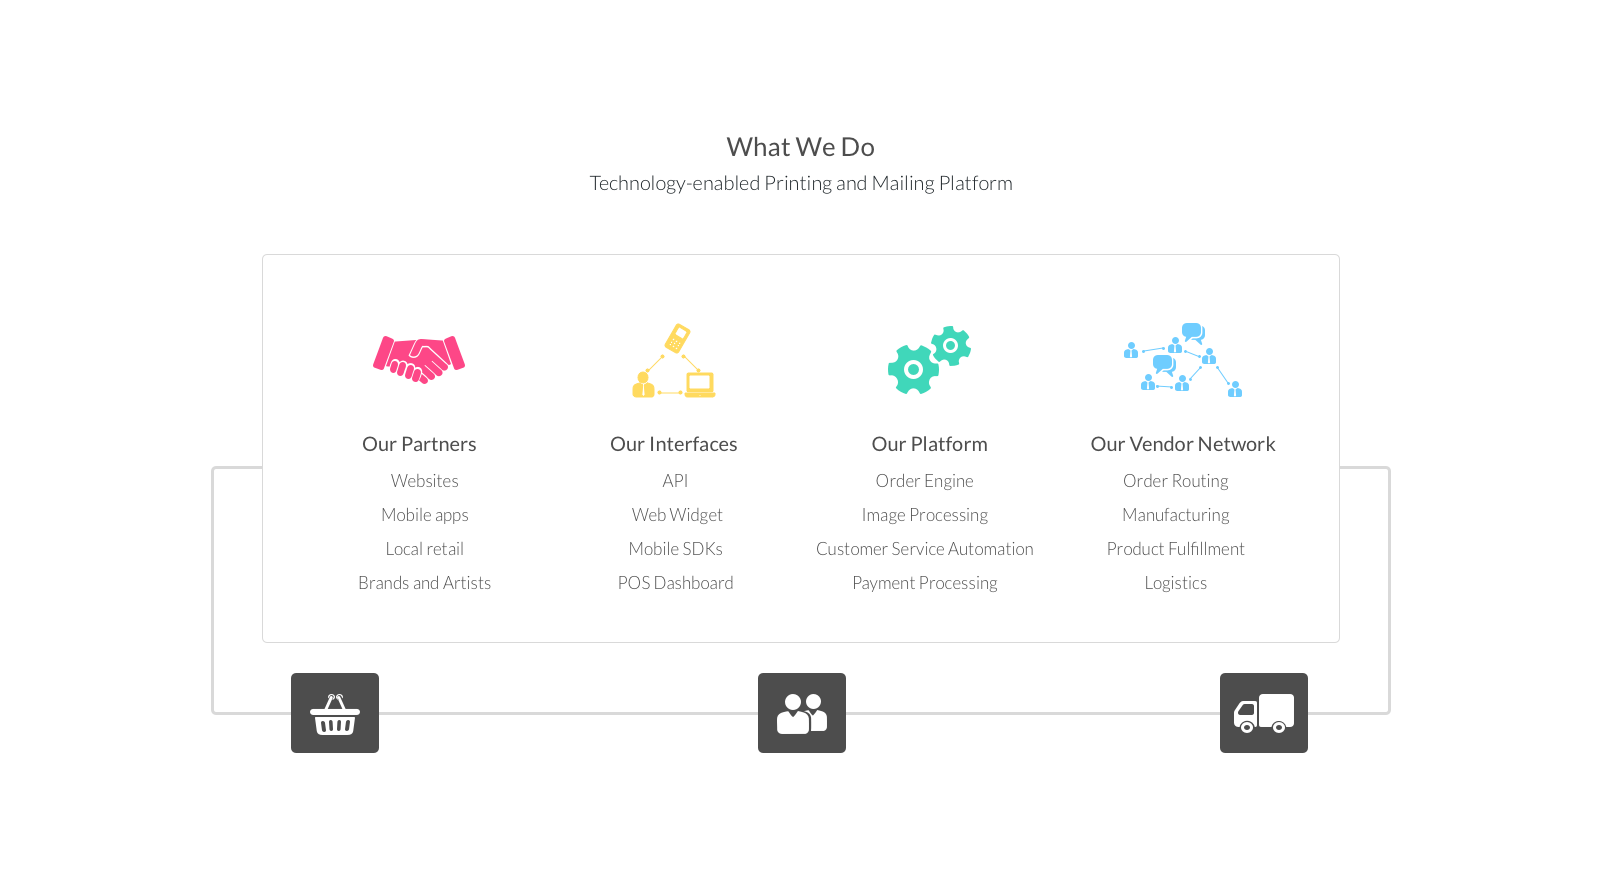 What We Do
Technology-enabled Printing and Mailing Platform
Our Partners
Websites
Mobile apps
Local retail
Brands and Artists
Our Interfaces
API
Web Widget
Mobile SDKs
POS Dashboard
Our Platform
Order Engine
Image Processing
Customer Service Automation
Payment Processing
Our Vendor Network
Order Routing
Manufacturing
Product Fulfillment
Logistics